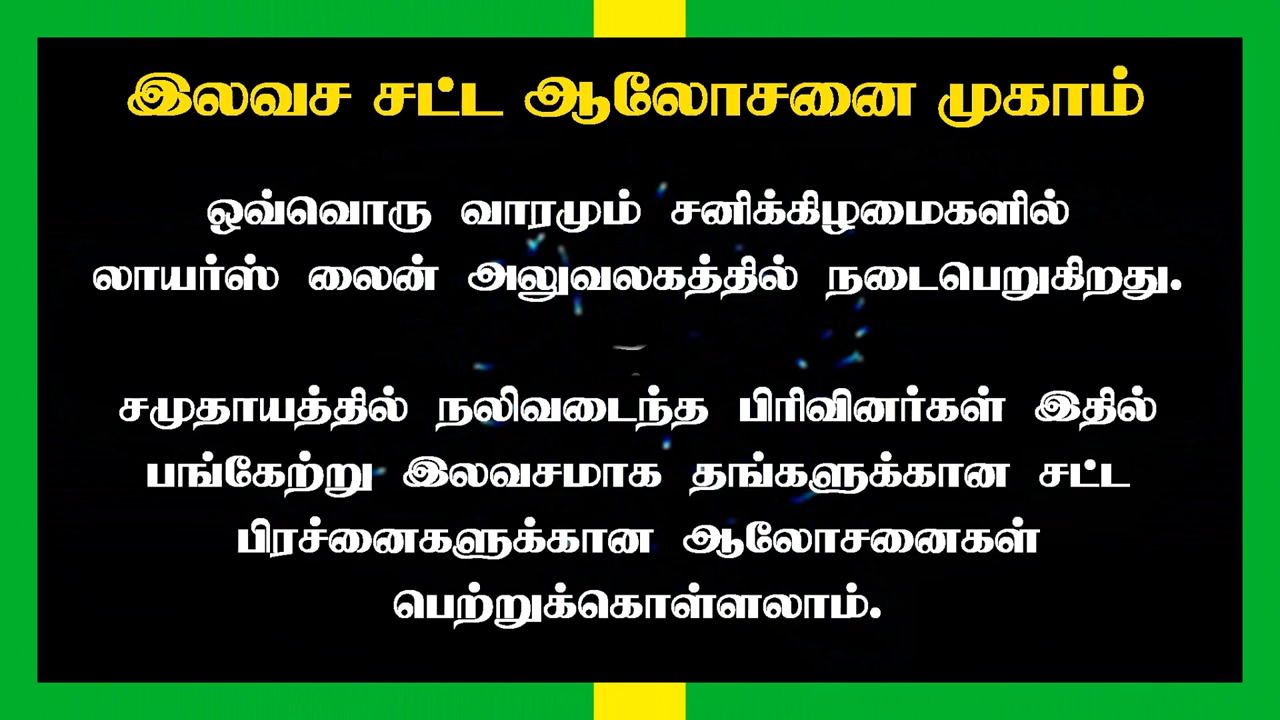 இலவச சட்ட ஆலோசனை முகாம்
ஒவ்வொரு வாரமும் சனிக்கிழமைகளில்
லாயர்ஸ் லைன் அலுவலகத்தில் நடைபெறுகிறது.
சமுதாயத்தில் நலிவடைந்த பிரிவினர்கள் இதில்
பங்கேற்று இலவசமாக தங்களுக்கான சட்ட
பிரச்னைகளுக்கான ஆலோசனைகள்
பெற்றுக்கொள்ளலாம்.